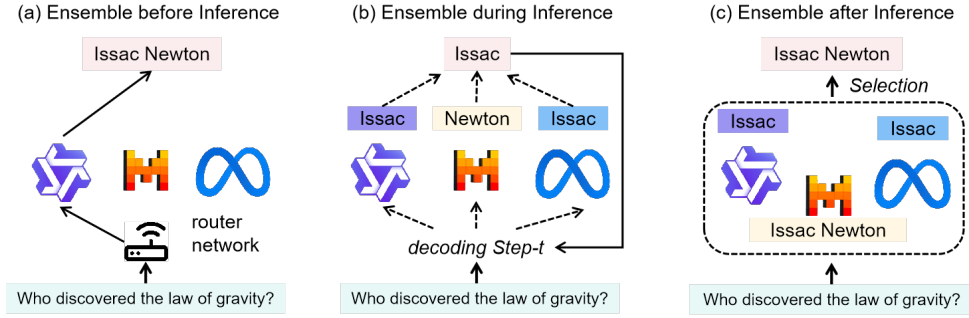 (a) Ensemble before Inference
Issac Newton
router
network
Who discovered the law of gravity?
(b) Ensemble during Inference
Issac
Issac
Newton
Issac
decoding Step-t
Who discovered the law of gravity?
(c) Ensemble after Inference
Issac Newton
Selection
Issac
Issac
Issac Newton
Who discovered the law of gravity?